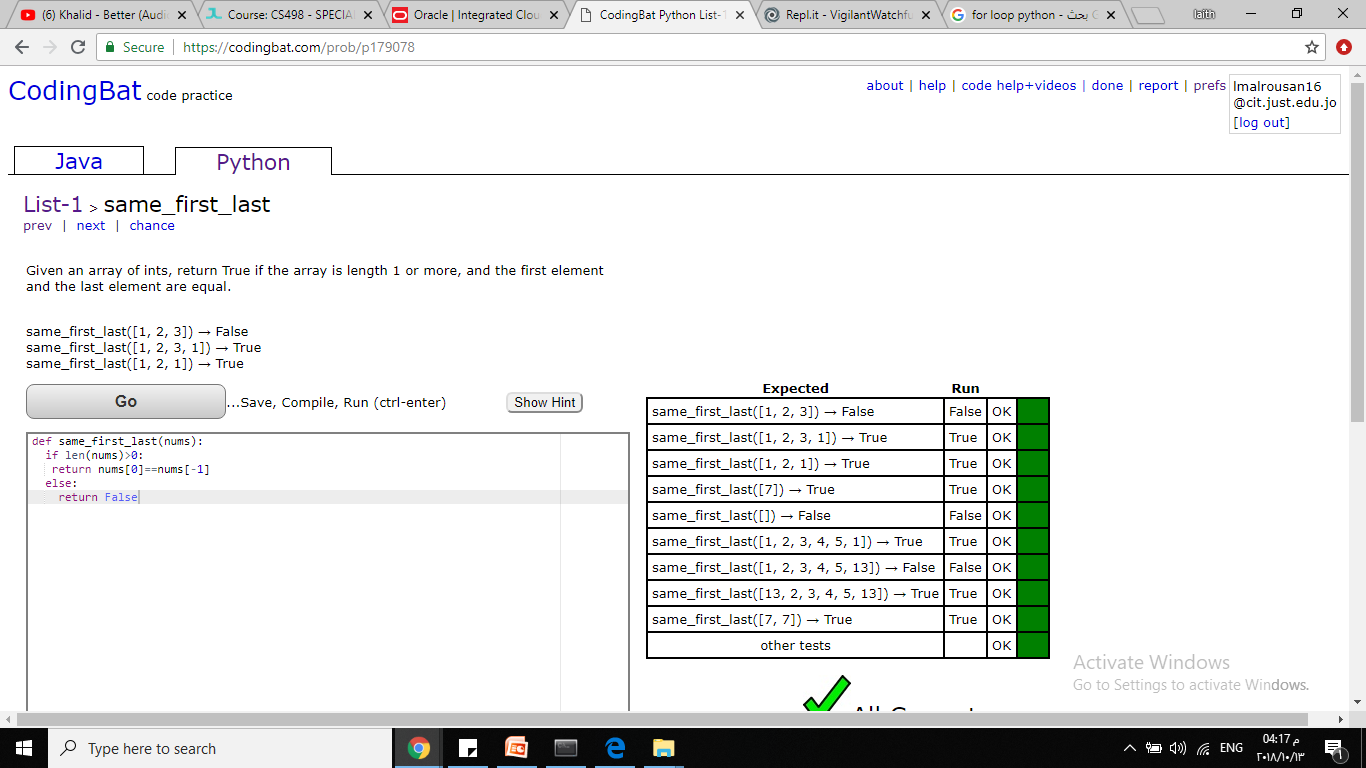 (6) Khalid - Better (Audi
Course: CS498 - SPECIAL
Oracle | Integrated Clou
CodingBat Python List-1
Repl.it - VigilantWatchfu
for loop python - بحث G
laith
Secure
https://codingbat.com/prob/p179078
CodingBat code practice
about | help | code help+videos | done | report | prefs
lmalrousan16
@cit.just.edu.jo
[log out]
Java
Python
List-1 > same_first_last
prev | next | chance
Given an array of ints, return True if the array is length 1 or more, and the first element
and the last element are equal.
same_first_last([1, 2, 3]) → False
same_first_last([1, 2, 3, 1]) → True
same_first_last([1, 2, 1]) → True
Go
...Save, Compile, Run (ctrl-enter)
Show Hint
def same_first_last(nums):
if len(nums)>0:
return nums[0]==nums[-1]
else:
return False
Expected Run
same_first_last([1, 2, 3]) → False False OK
same_first_last([1, 2, 3, 1]) → True True OK
same_first_last([1, 2, 1]) → True True OK
same_first_last([7]) → True True OK
same_first_last([]) → False False OK
same_first_last([1, 2, 3, 4, 5, 1]) → True True OK
same_first_last([1, 2, 3, 4, 5, 13]) → False False OK
same_first_last([13, 2, 3, 4, 5, 13]) → True True OK
same_first_last([7, 7]) → True True OK
other tests OK
All Correct
Activate Windows
Go to Settings to activate Windows.
Type here to search
ENG
04:17 م
٢٠١٨/١٠/١٣
1